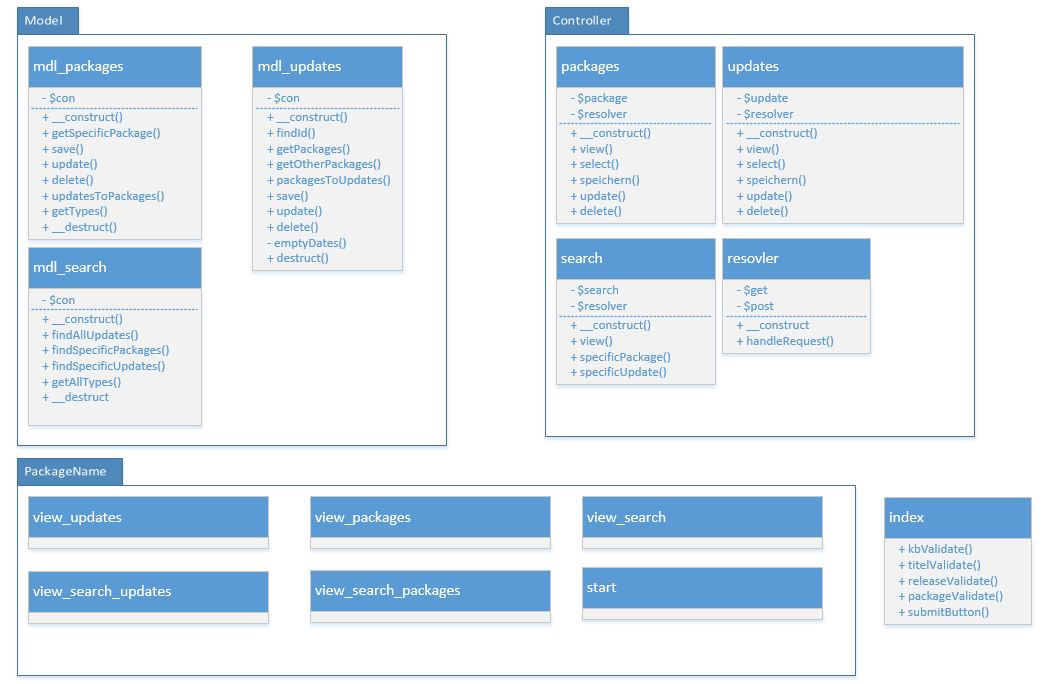 Model
mdl_packages
- $con
+ __construct()
+ getSpecificPackage()
+ save()
+ update()
+ delete()
+ updatesToPackages()
+ getTypes()
+ __destruct()
mdl_updates
- $con
+ __construct()
+ findId()
+ getPackages()
+ getOtherPackages()
+ packagesToUpdates()
+ save()
+ update()
+ delete()
- emptyDates()
+ destruct()
mdl_search
- $con
+ __construct()
+ findAllUpdates()
+ findSpecificPackages()
+ findSpecificUpdates()
+ getAllTypes()
+ __destruct
Controller
packages
- $package
- $resolver
+ __construct()
+ view()
+ select()
+ speichern()
+ update()
+ delete()
updates
- $update
- $resolver
+ __construct()
+ view()
+ select()
+ speichern()
+ update()
+ delete()
search
- $search
- $resolver
+ __construct()
+ view()
+ specificPackage()
+ specificUpdate()
resovler
- $get
- $post
+ __construct
+ handleRequest()
PackageName
view_updates
view_packages
view_search
view_search_updates
view_search_packages
start
index
+ kbValidate()
+ titelValidate()
+ releaseValidate()
+ packageValidate()
+ submitButton()